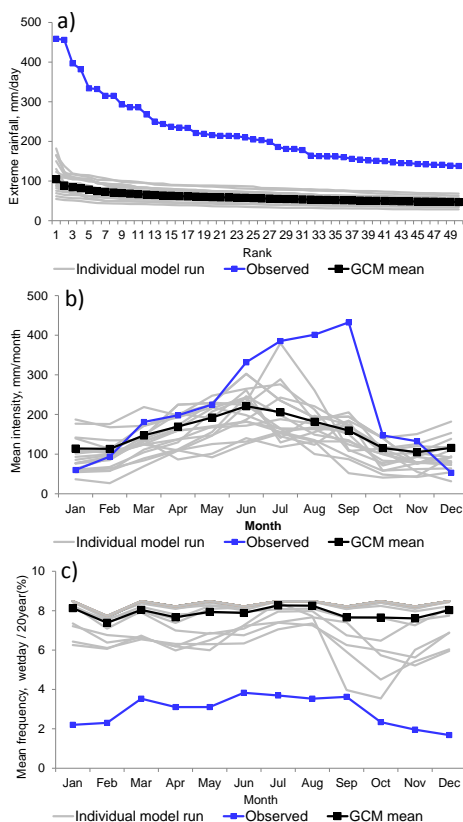 a)
Extreme rainfall, mm/day
500
400
300
200
100
0
1 3 5 7 9 11 13 15 17 19 21 23 25 27 29 31 33 35 37 39 41 43 45 47 49
Rank
Individual model run Observed GCM mean
b)
Mean intensity, mm/month
500
400
300
200
100
0
Jan Feb Mar Apr May Jun Jul Aug Sep Oct Nov Dec
Month
Individual model run Observed GCM mean
c)
Mean frequency, wetday / 20year(%)
10
8
6
4
2
0
Jan Feb Mar Apr May Jun Jul Aug Sep Oct Nov Dec
Month
Individual model run Observed GCM mean